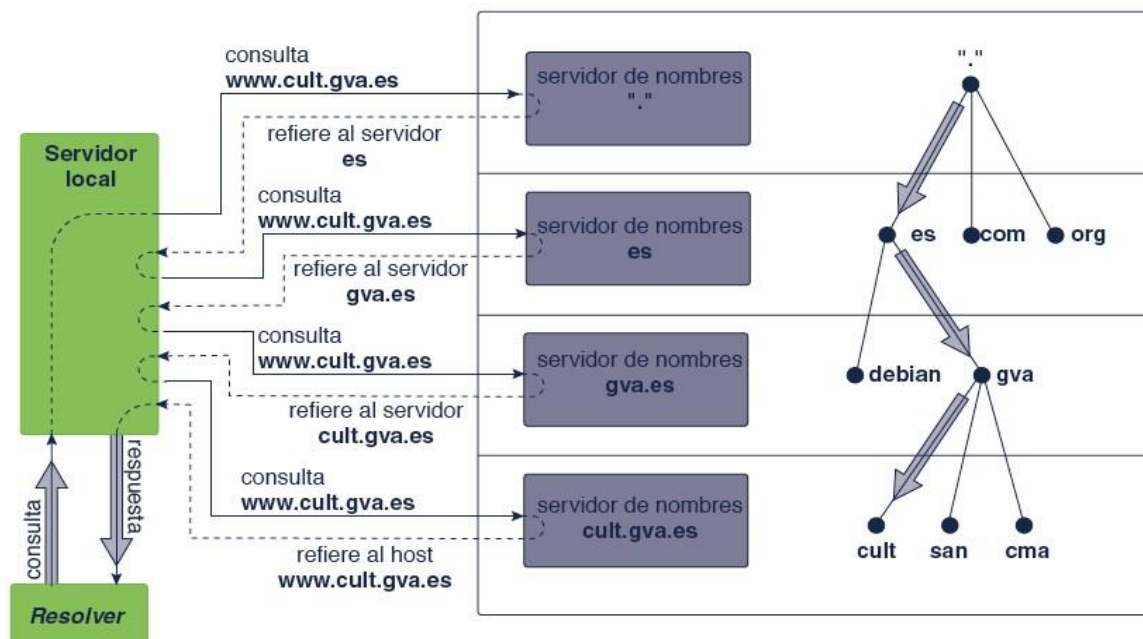 consulta
www.cult.gva.es
servidor de nombres
"."
"."
refiere al servidor
es
Servidor
local
consulta
www.cult.gva.es
servidor de nombres
es
es
com
org
refiere al servidor
gva.es
consulta
www.cult.gva.es
servidor de nombres
gva.es
debian
gva
refiere al servidor
cult.gva.es
consulta
www.cult.gva.es
servidor de nombres
cult.gva.es
cult
san
cma
refiere al host
www.cult.gva.es
consulta
respuesta
Resolver